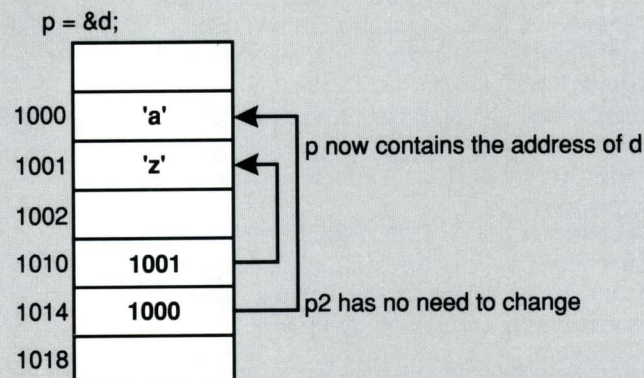 p = &d;
1000 'a'
p now contains the address of d
1001 'z'
1002
1010 1001
1014 1000 p2 has no need to change
1018